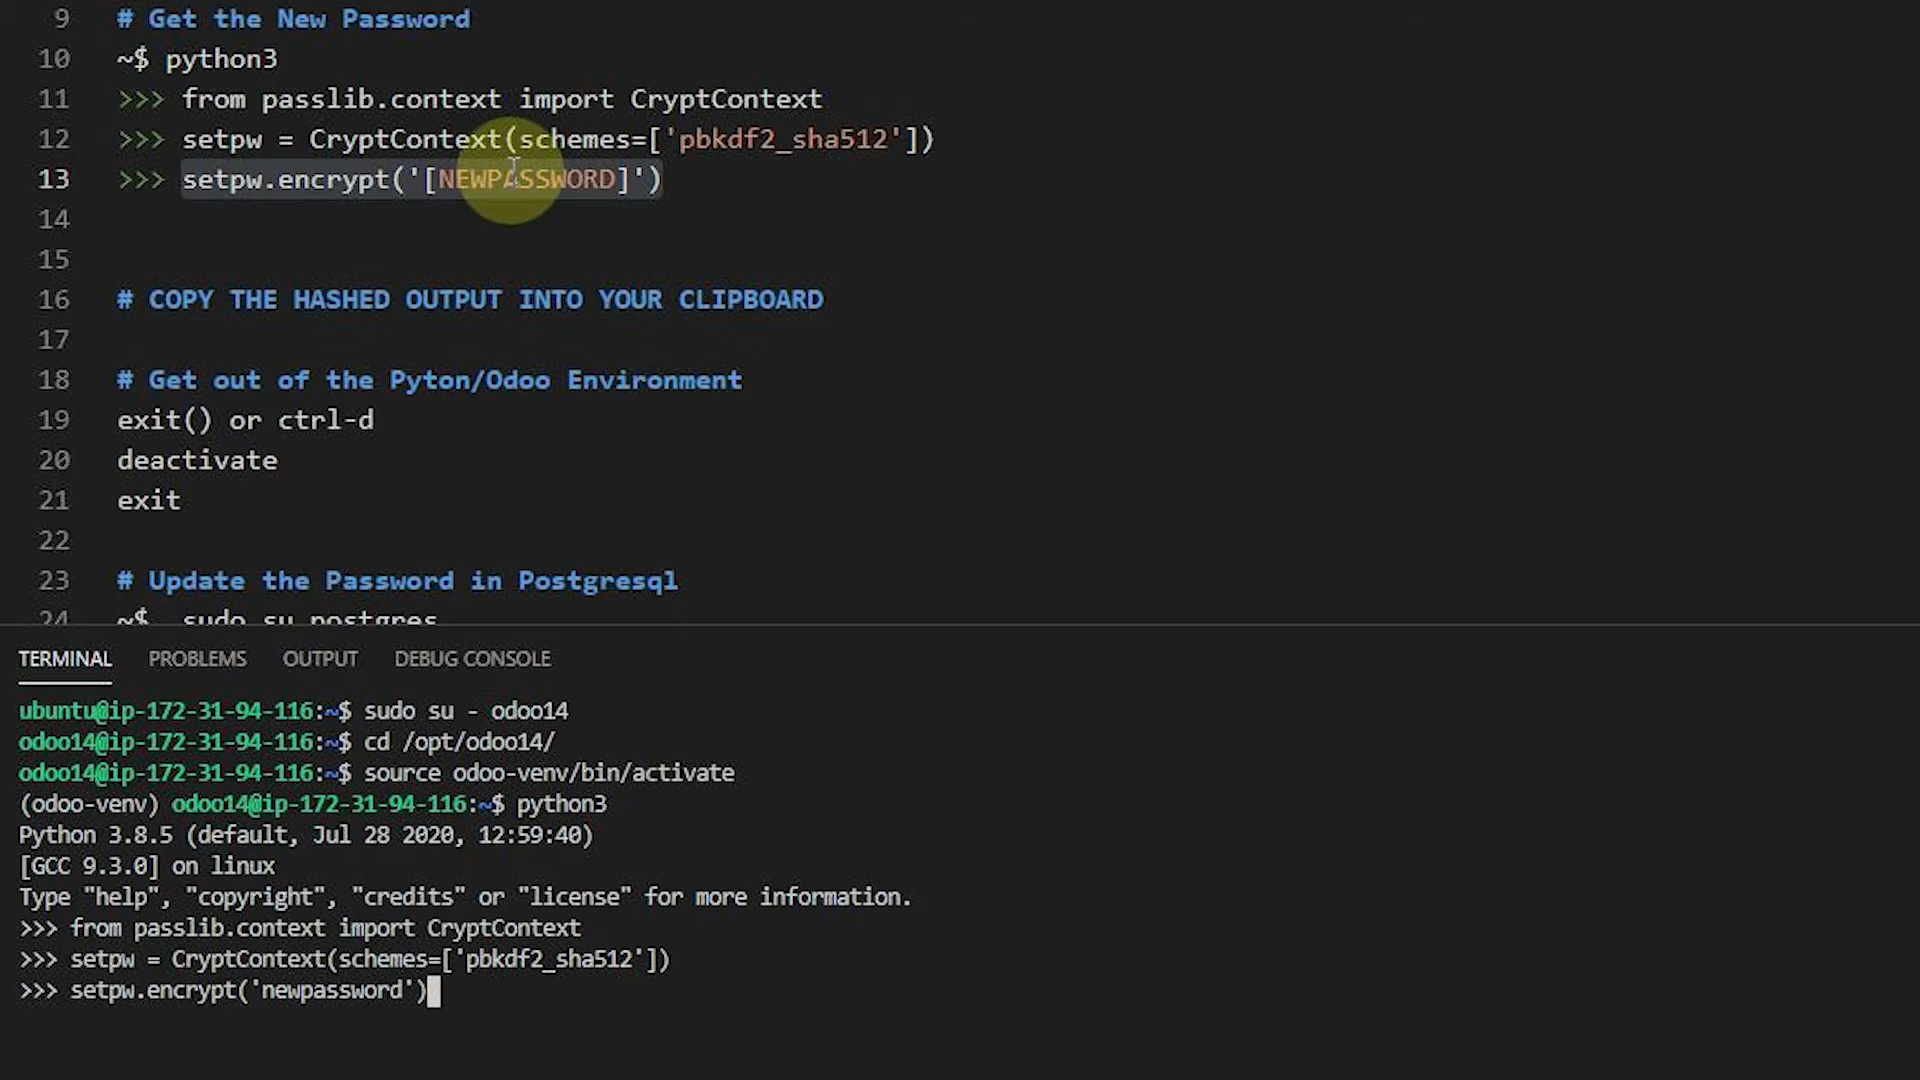 9 # Get the New Password
10 ~$ python3
11 >>> from passlib.context import CryptContext
12 >>> setpw = CryptContext(schemes=['pbkdf2_sha512'])
13 >>> setpw.encrypt('[NEWPASSWORD]')
14
15
16 # COPY THE HASHED OUTPUT INTO YOUR CLIPBOARD
17
18 # Get out of the Pyton/Odoo Environment
19 exit() or ctrl-d
20 deactivate
21 exit
22
23 # Update the Password in Postgresql
24 ~$ sudo su postgres
TERMINAL PROBLEMS OUTPUT DEBUG CONSOLE
ubuntu@ip-172-31-94-116:~$ sudo su - odoo14
odoo14@ip-172-31-94-116:~$ cd /opt/odoo14/
odoo14@ip-172-31-94-116:~$ source odoo-venv/bin/activate
(odoo-venv) odoo14@ip-172-31-94-116:~$ python3
Python 3.8.5 (default, Jul 28 2020, 12:59:40)
[GCC 9.3.0] on linux
Type "help", "copyright", "credits" or "license" for more information.
>>> from passlib.context import CryptContext
>>> setpw = CryptContext(schemes=['pbkdf2_sha512'])
>>> setpw.encrypt('newpassword')